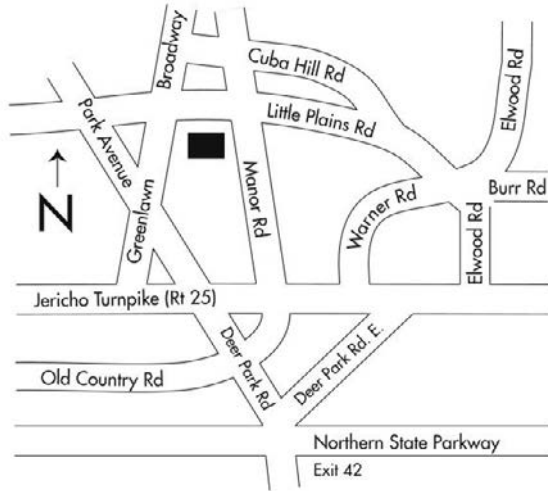 Broadway
Cuba Hill Rd
Elwood Rd
Park Avenue
Little Plains Rd
N
Greenlawn
Manor Rd
Warner Rd
Burr Rd
Elwood Rd
Jericho Turnpike (Rt 25)
Deer Park Rd
Deer Park Rd. E.
Old Country Rd
Northern State Parkway
Exit 42